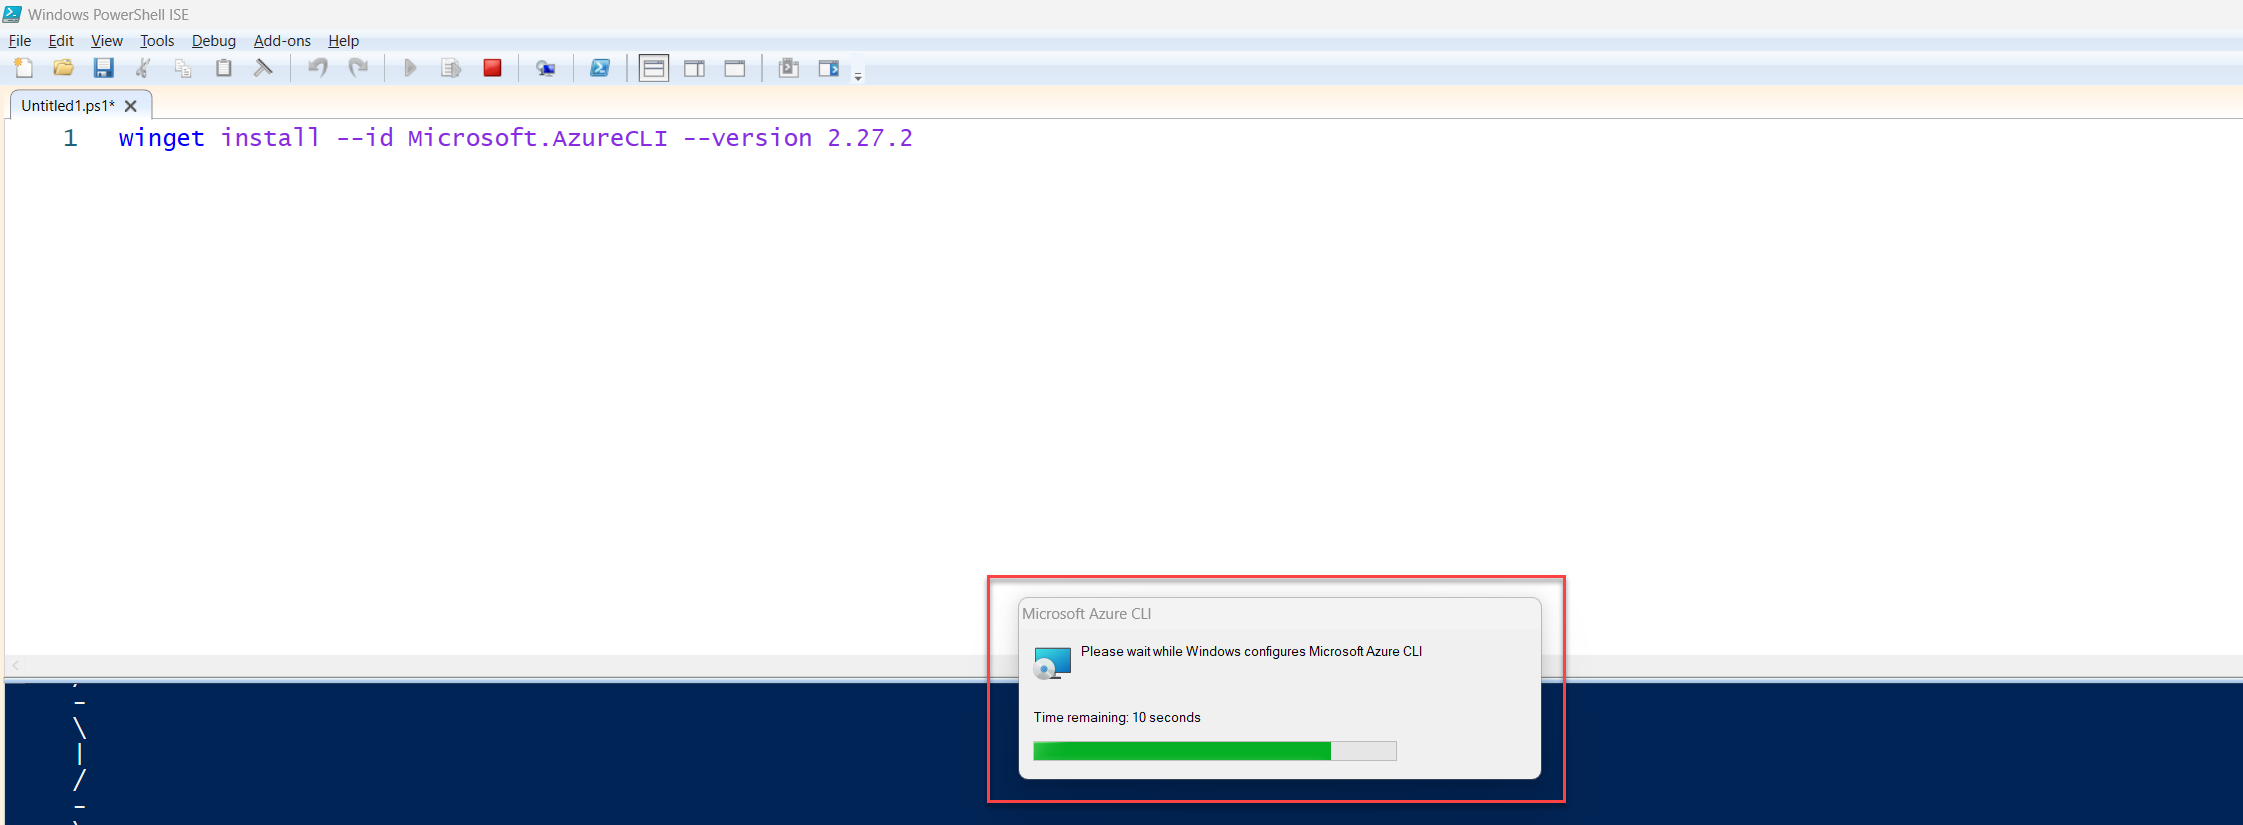 Windows PowerShell ISE
File Edit View Tools Debug Add-ons Help
Untitled1.ps1*
1 winget install --id Microsoft.AzureCLI --version 2.27.2
Microsoft Azure CLI
Please wait while Windows configures Microsoft Azure CLI
Time remaining: 10 seconds
-
\
|
/
-